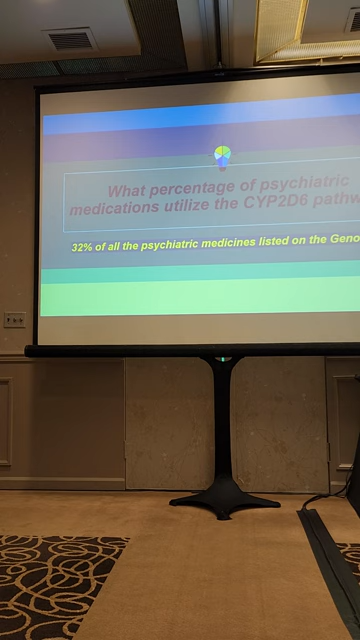 What percentage of psychiatric
medications utilize the CYP2D6 pathw
32% of all the psychiatric medicines listed on the Geno